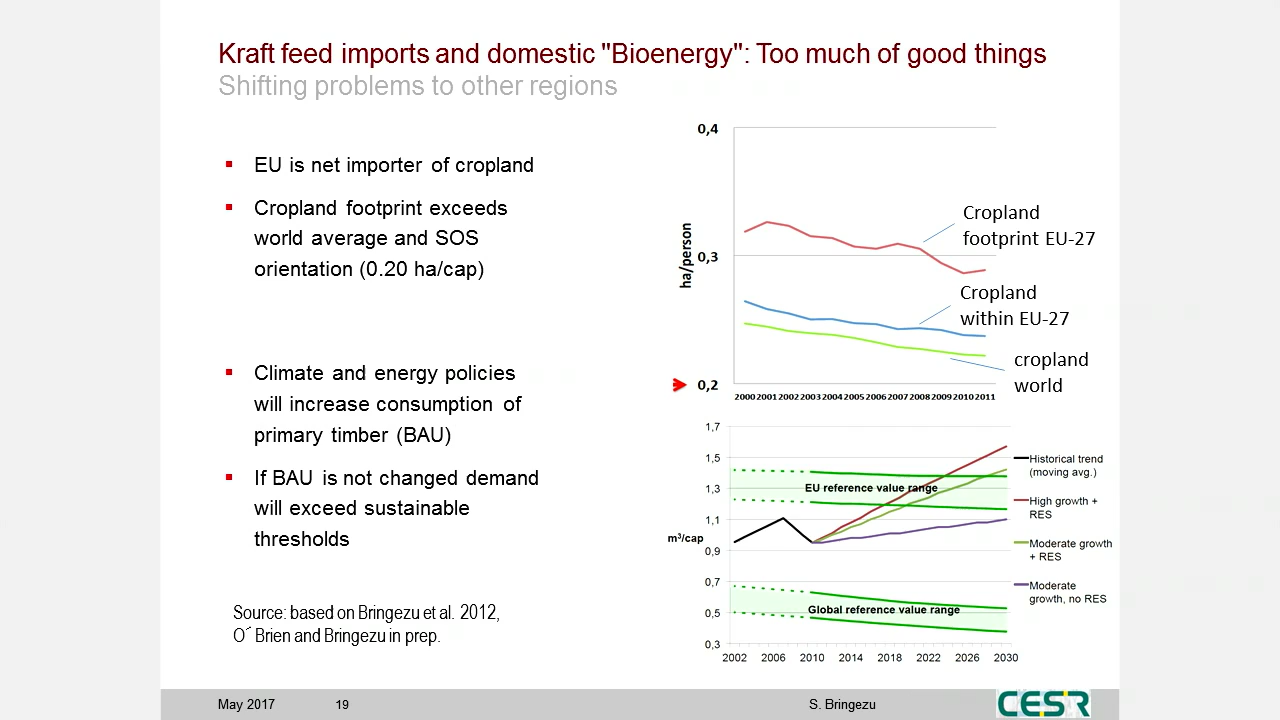 Kraft feed imports and domestic "Bioenergy": Too much of good things
Shifting problems to other regions
EU is net importer of cropland
Cropland footprint exceeds
world average and SOS
orientation (0.20 ha/cap)
Climate and energy policies
will increase consumption of
primary timber (BAU)
If BAU is not changed demand
will exceed sustainable
thresholds
Source: based on Bringezu et al. 2012,
O´ Brien and Bringezu in prep.
0,4
0,3
0,2
ha/person
Cropland
footprint EU-27
Cropland
within EU-27
cropland
world
2000 2001 2002 2003 2004 2005 2006 2007 2008 2009 2010 2011
1,7
1,5
1,3
1,1
0,9
0,7
0,5
0,3
m³/cap
EU reference value range
Global reference value range
2002 2006 2010 2014 2018 2022 2026 2030
Historical trend
(moving avg.)
High growth +
RES
Moderate growth
+ RES
Moderate
growth, no RES
May 2017
19
S. Bringezu
CESR